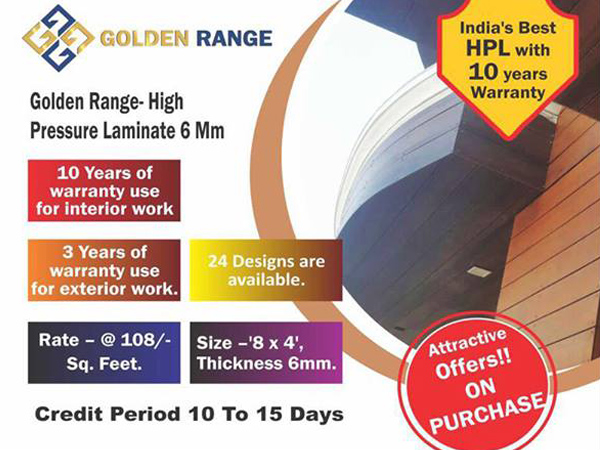 GOLDEN RANGE
India's Best
HPL with
10 years
Warranty
Golden Range- High
Pressure Laminate 6 Mm
10 Years of
warranty use
for interior work
3 Years of
warranty use
for exterior work.
24 Designs are
available.
Rate – @ 108/-
Sq. Feet.
Size –'8 x 4',
Thickness 6mm.
Attractive
Offers!!
ON
PURCHASE
Credit Period 10 To 15 Days